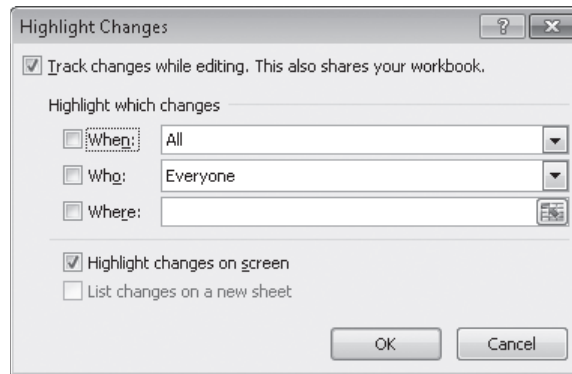 Highlight Changes
Track changes while editing. This also shares your workbook.
Highlight which changes
When: All
Who: Everyone
Where:
Highlight changes on screen
List changes on a new sheet
OK Cancel